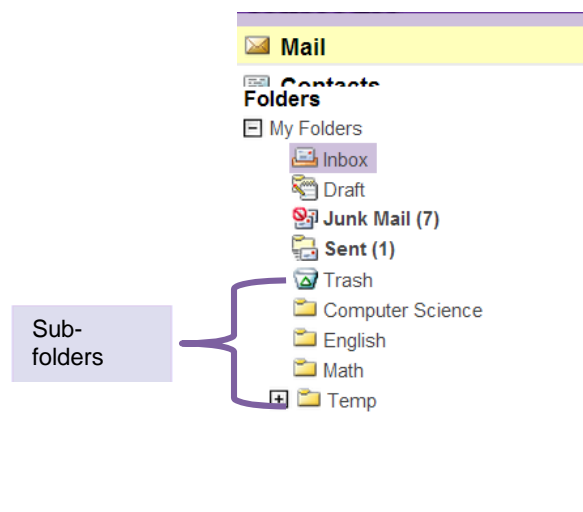 Mail
Contacts
Folders
My Folders
Inbox
Draft
Junk Mail (7)
Sent (1)
Trash
Computer Science
English
Math
Temp
Sub-
folders